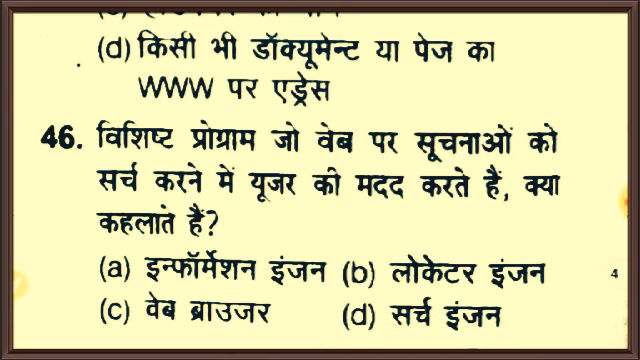 (d) किसी भी डॉक्यूमेन्ट या पेज का
WWW पर एड्रेस
46. विशिष्ट प्रोग्राम जो वेब पर सूचनाओं को
सर्च करने में यूजर की मदद करते हैं, क्या
कहलाते हैं?
(a) इन्फॉर्मेशन इंजन (b) लोकेटर इंजन
(c) वेब ब्राउजर (d) सर्च इंजन
4